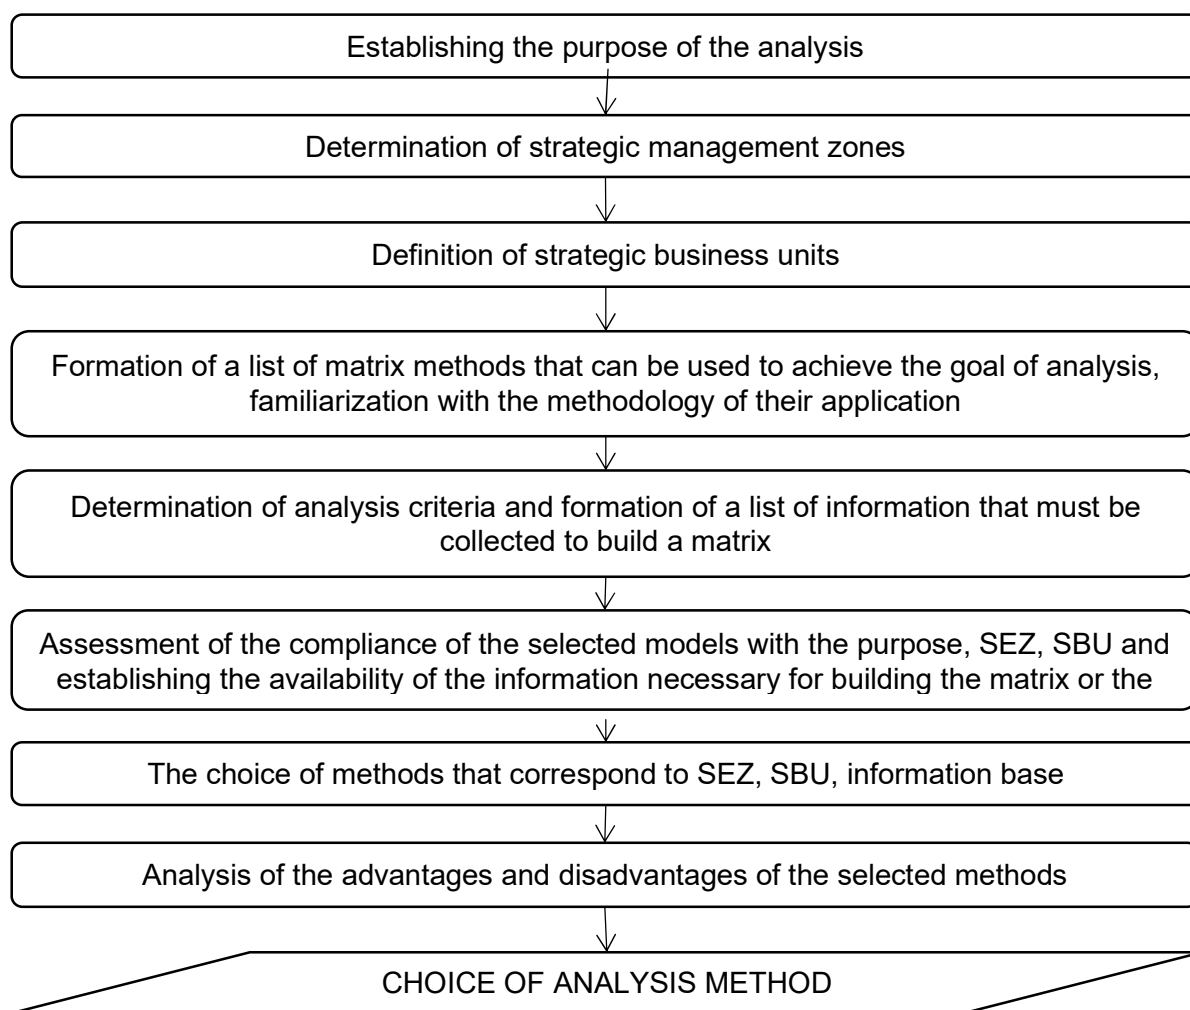 Establishing the purpose of the analysis
Determination of strategic management zones
Definition of strategic business units
Formation of a list of matrix methods that can be used to achieve the goal of analysis,
familiarization with the methodology of their application
Determination of analysis criteria and formation of a list of information that must be
collected to build a matrix
Assessment of the compliance of the selected models with the purpose, SEZ, SBU and
establishing the availability of the information necessary for building the matrix or the
The choice of methods that correspond to SEZ, SBU, information base
Analysis of the advantages and disadvantages of the selected methods
CHOICE OF ANALYSIS METHOD